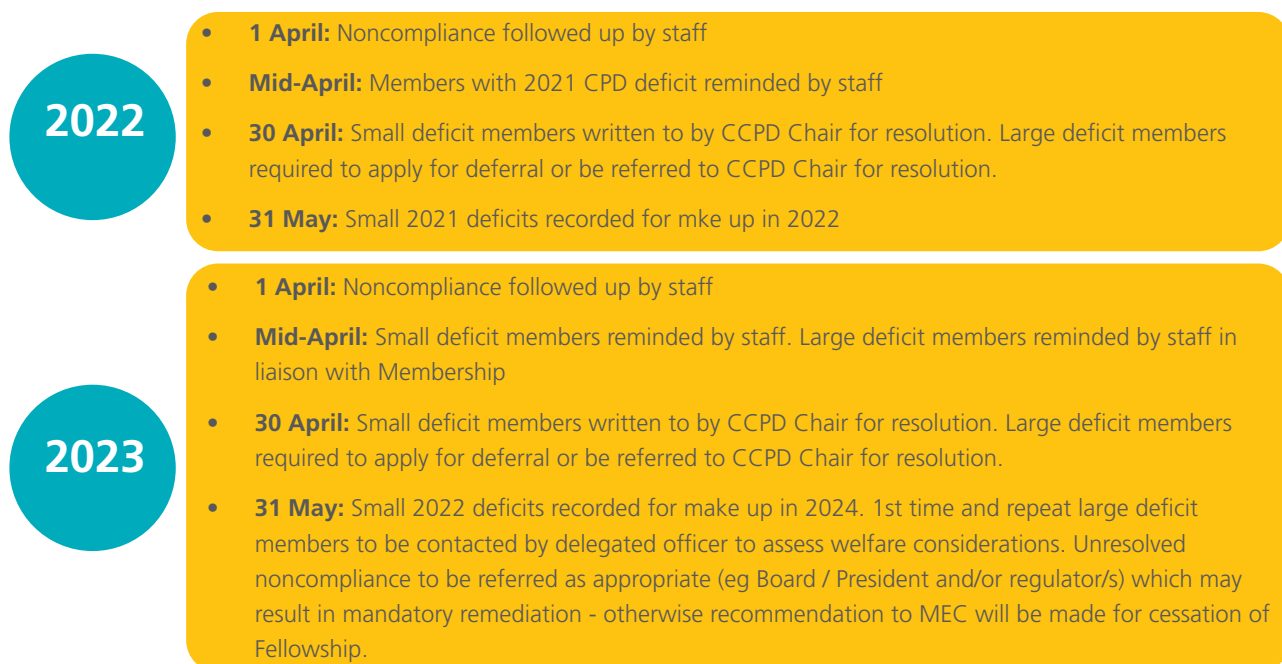 2022
• 1 April: Noncompliance followed up by staff
• Mid-April: Members with 2021 CPD deficit reminded by staff
• 30 April: Small deficit members written to by CCPD Chair for resolution. Large deficit members
required to apply for deferral or be referred to CCPD Chair for resolution.
• 31 May: Small 2021 deficits recorded for mke up in 2022
2023
• 1 April: Noncompliance followed up by staff
• Mid-April: Small deficit members reminded by staff. Large deficit members reminded by staff in
liaison with Membership
• 30 April: Small deficit members written to by CCPD Chair for resolution. Large deficit members
required to apply for deferral or be referred to CCPD Chair for resolution.
• 31 May: Small 2022 deficits recorded for make up in 2024. 1st time and repeat large deficit
members to be contacted by delegated officer to assess welfare considerations. Unresolved
noncompliance to be referred as appropriate (eg Board / President and/or regulator/s) which may
result in mandatory remediation - otherwise recommendation to MEC will be made for cessation of
Fellowship.